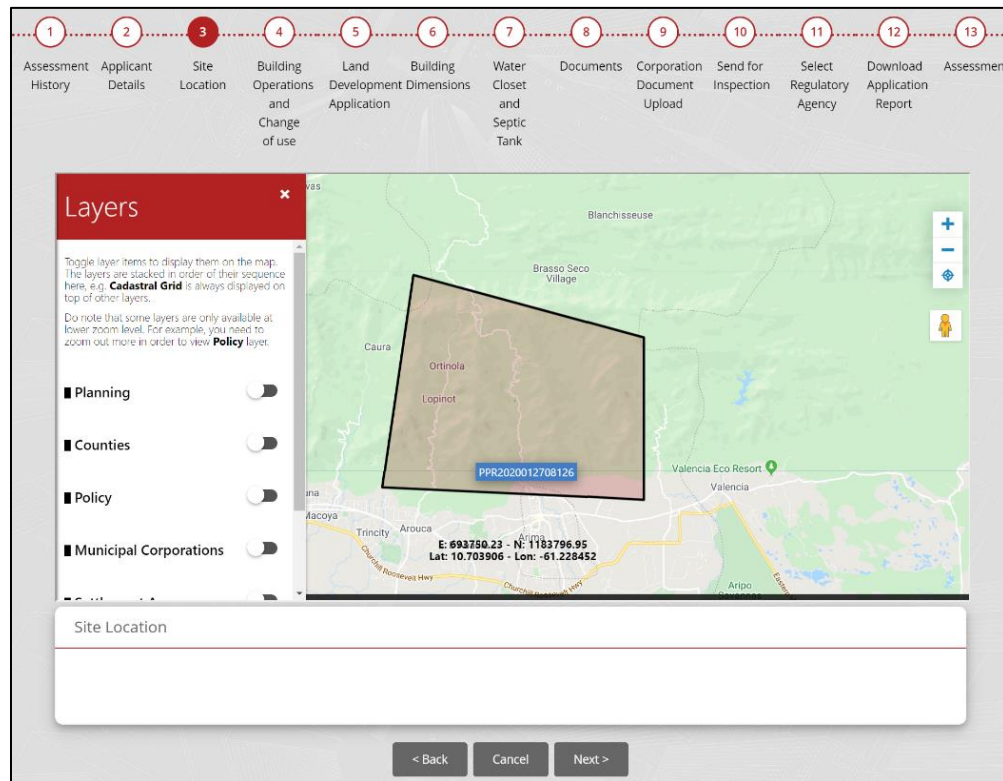 1 2 3 4 5 6 7 8 9 10 11 12 13
Assessment Applicant Site Building Land Building Water Documents Corporation Send for Select Download Assessmen
History Details Location Operations Development Dimensions Closet Document Inspection Regulatory Application
and Application and Upload Agency Report
Change Septic
of use Tank
Layers
Toggle layer items to display them on the map.
The layers are stacked in order of their sequence
here, e.g. Cadastral Grid is always displayed on
top of other layers.
Do note that some layers are only available at
lower zoom level. For example, you need to
zoom out more in order to view Policy layer.
Planning
Counties
Policy
Municipal Corporations
vas
Blanchisseuse
Brasso Seco
Village
Caura
Ortinola
Lopinot
PPR2020012708126
Valencia Eco Resort
Valencia
una
Macoya
Trincity
Arouca
Arima
E: 693750.23 - N: 1183796.95
Lat: 10.703906 - Lon: -61.228452
Churchill Roosevelt Hwy
Churchill Roosevelt Hwy
Aripo
Savannas
Site Location
< Back
Cancel
Next >